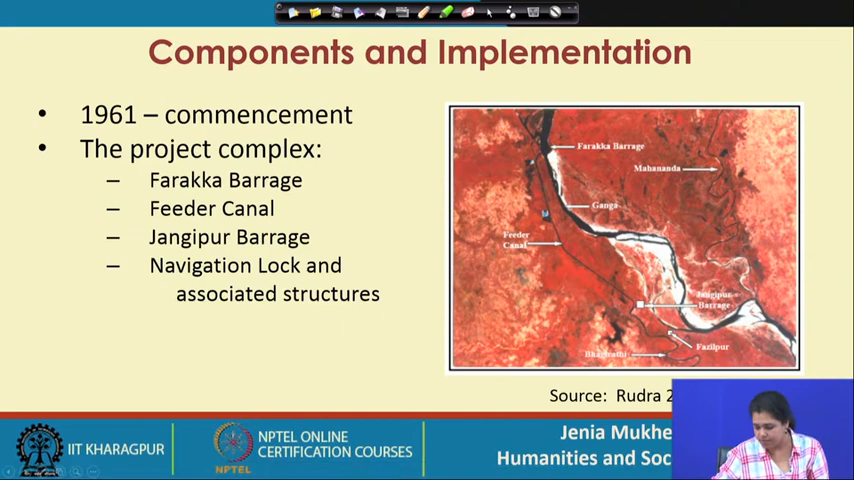 Components and Implementation
• 1961 – commencement
• The project complex:
– Farakka Barrage
– Feeder Canal
– Jangipur Barrage
– Navigation Lock and
associated structures
Farakka Barrage
Mahananda
Ganga
Feeder
Canal
Jangipur
Barrage
Fazilpur
Bhagirathi
Source: Rudra 2
IIT KHARAGPUR
NPTEL
NPTEL ONLINE
CERTIFICATION COURSES
Jenia Mukhe
Humanities and Soc